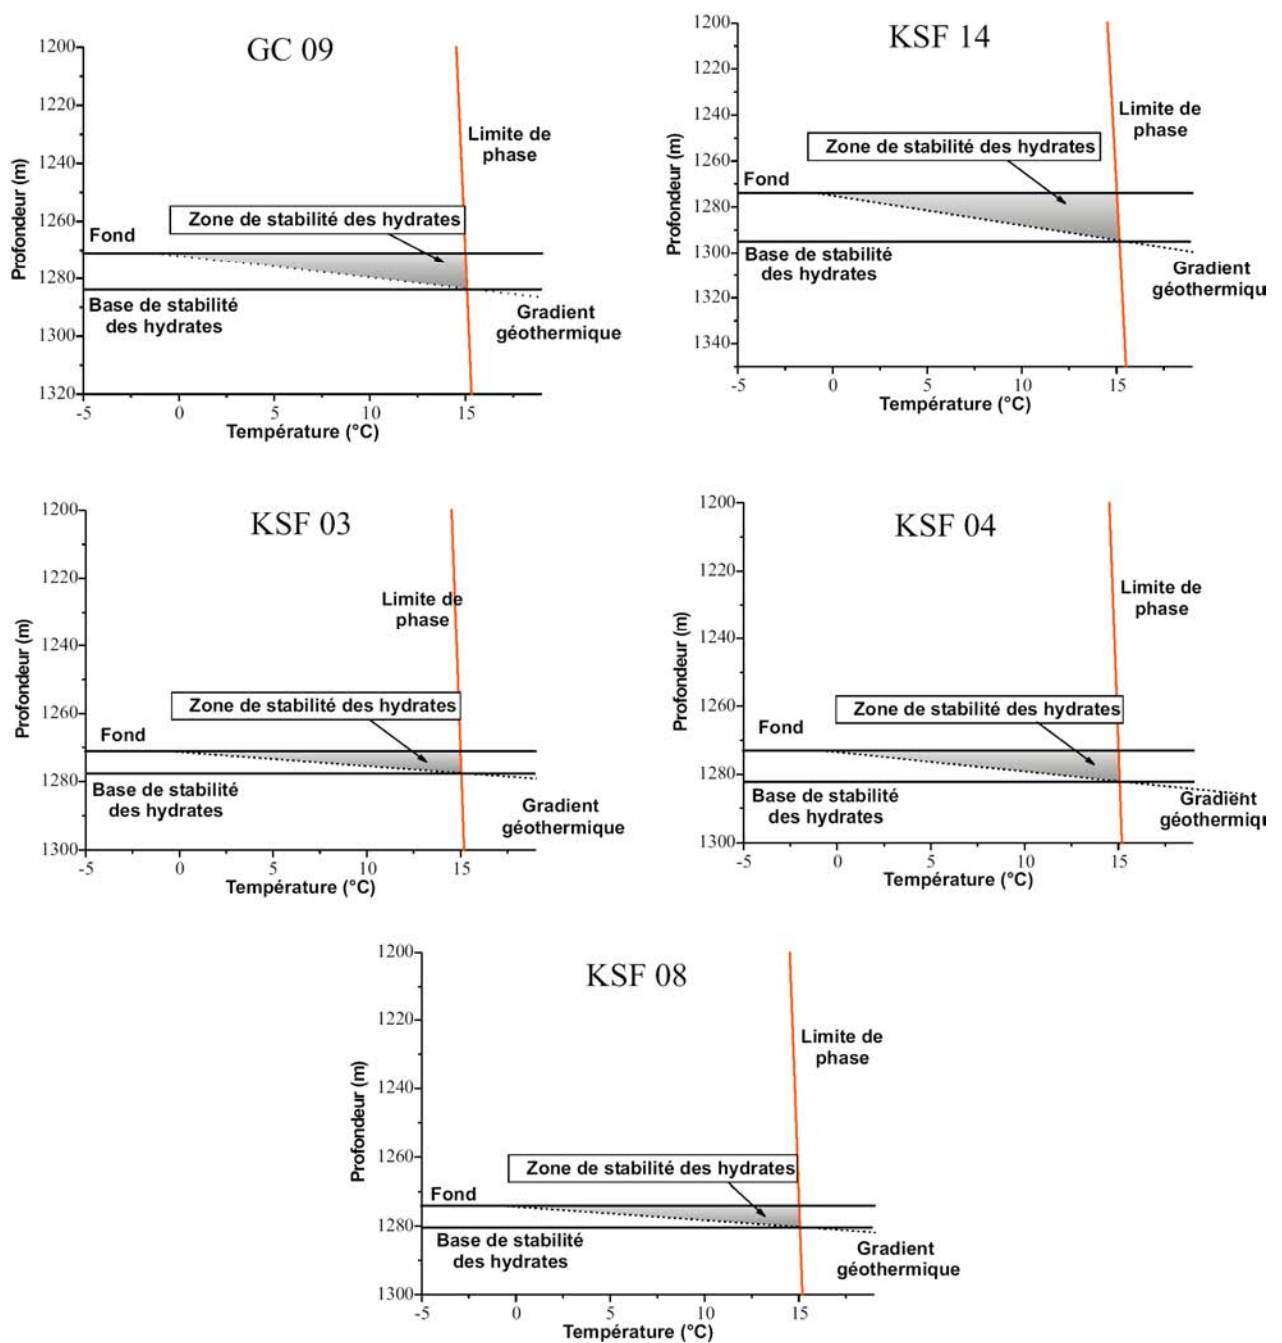 GC 09
Profondeur (m)
1200
1220
1240
1260
1280
1300
1320
Limite de
phase
Zone de stabilité des hydrates
Fond
Base de stabilité
des hydrates
Gradient
géothermique
-5 0 5 10 15
Température (°C)
KSF 14
Profondeur (m)
1200
1220
1240
1260
1280
1300
1320
1340
Limite de
phase
Zone de stabilité des hydrates
Fond
Base de stabilité
des hydrates
Gradient
géothermiqu
-5 0 5 10 15
Température (°C)
KSF 03
Profondeur (m)
1200
1220
1240
1260
1280
1300
Limite de
phase
Zone de stabilité des hydrates
Fond
Base de stabilité
des hydrates
Gradient
géothermique
-5 0 5 10 15
Température (°C)
KSF 04
Profondeur (m)
1200
1220
1240
1260
1280
1300
Limite de
phase
Zone de stabilité des hydrates
Fond
Base de stabilité
des hydrates
Gradient
géothermiqu
-5 0 5 10 15
Température (°C)
KSF 08
Profondeur (m)
1200
1220
1240
1260
1280
1300
Limite de
phase
Zone de stabilité des hydrates
Fond
Base de stabilité
des hydrates
Gradient
géothermique
-5 0 5 10 15
Température (°C)